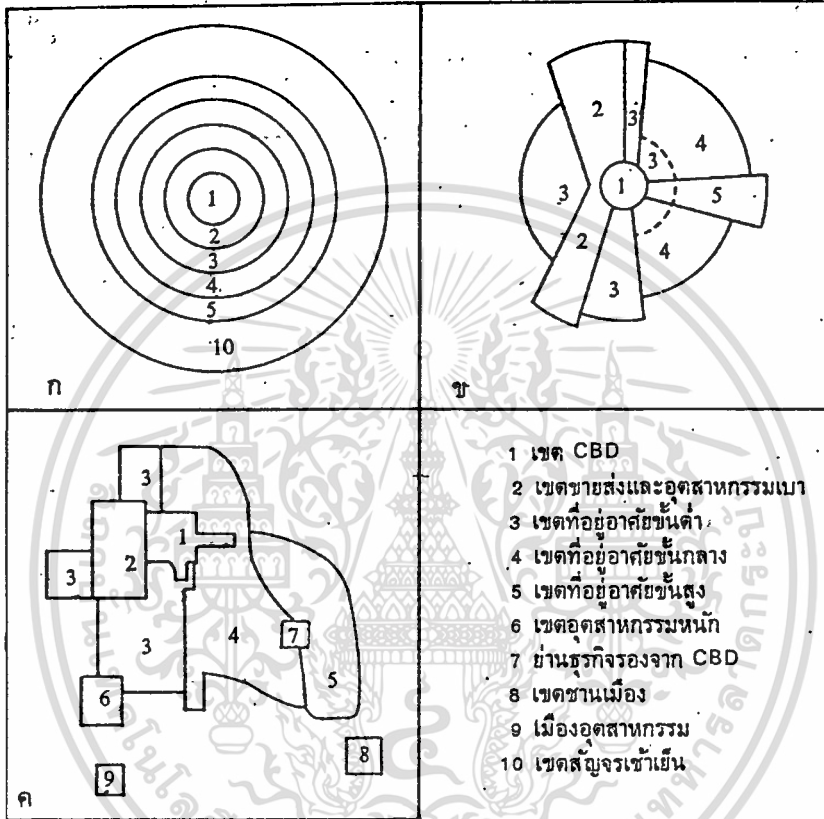 1
2
3
4
5
10
ก
2
3
4
3
1
5
3
2
4
3
ข
3
1
2
3
3
4
7
5
6
8
9
ค
1 เขต CBD
2 เขตขายส่งและอุตสาหกรรมเบา
3 เขตที่อยู่อาศัยขั้นต่ำ
4 เขตที่อยู่อาศัยชั้นกลาง
5 เขตที่อยู่อาศัยชั้นสูง
6 เขตอุตสาหกรรมหนัก
7 ย่านธุรกิจรองจาก CBD
8 เขตชานเมือง
9 เมืองอุตสาหกรรม
10 เขตสัญจรเช้าเย็น